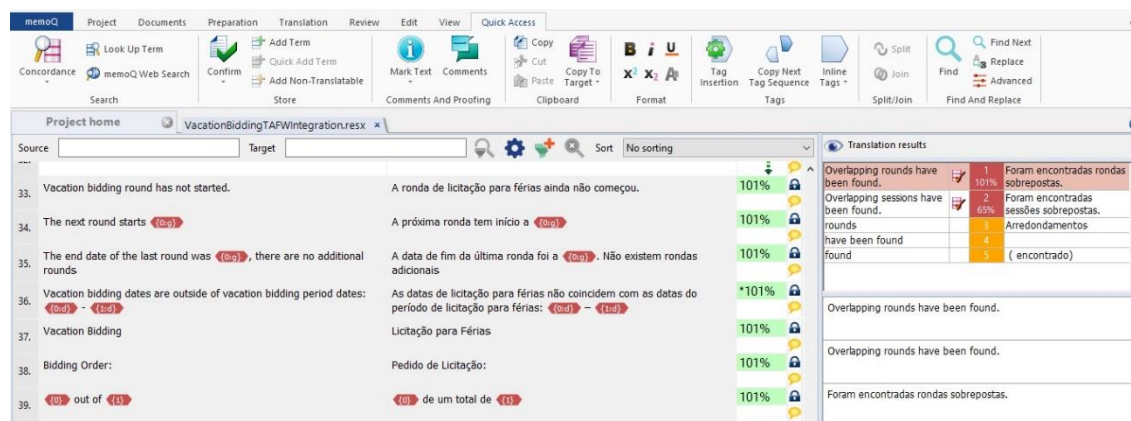 memoQ Project Documents Preparation Translation Review Edit View Quick Access
Concordance
Look Up Term
memoQ Web Search
Search
Confirm
Add Term
Quick Add Term
Add Non-Translatable
Store
Mark Text
Comments
Comments And Proofing
Copy
Cut
Paste
Copy To Target
Clipboard
B i U
X² X₂ A
Format
Tag Insertion
Copy Next Tag Sequence
Inline Tags
Tags
Split
Join
Split/Join
Find
Find Next
Replace
Advanced
Find And Replace
Project home VacationBiddingTAFWIntegration.resx
Source Target Sort No sorting
33. Vacation bidding round has not started. A ronda de licitação para férias ainda não começou. 101%
34. The next round starts {0:g} A próxima ronda tem início a {0:g} 101%
35. The end date of the last round was {0:g}, there are no additional A data de fim da última ronda foi a {0:g}. Não existem rondas 101%
rounds adicionais
36. Vacation bidding dates are outside of vacation bidding period dates: As datas de licitação para férias não coincidem com as datas do *101%
{0:d} - {1:d} período de licitação para férias: {0:d} – {1:d}
37. Vacation Bidding Licitação para Férias 101%
38. Bidding Order: Pedido de Licitação: 101%
39. {0} out of {1} {0} de um total de {1} 101%
Translation results
Overlapping rounds have 1 Foram encontradas rondas
been found. 101% sobrepostas.
Overlapping sessions have 2 Foram encontradas
been found. 65% sessões sobrepostas.
rounds 3 Arredondamentos
have been found 4
found 5 ( encontrado)
Overlapping rounds have been found.
Overlapping rounds have been found.
Foram encontradas rondas sobrepostas.